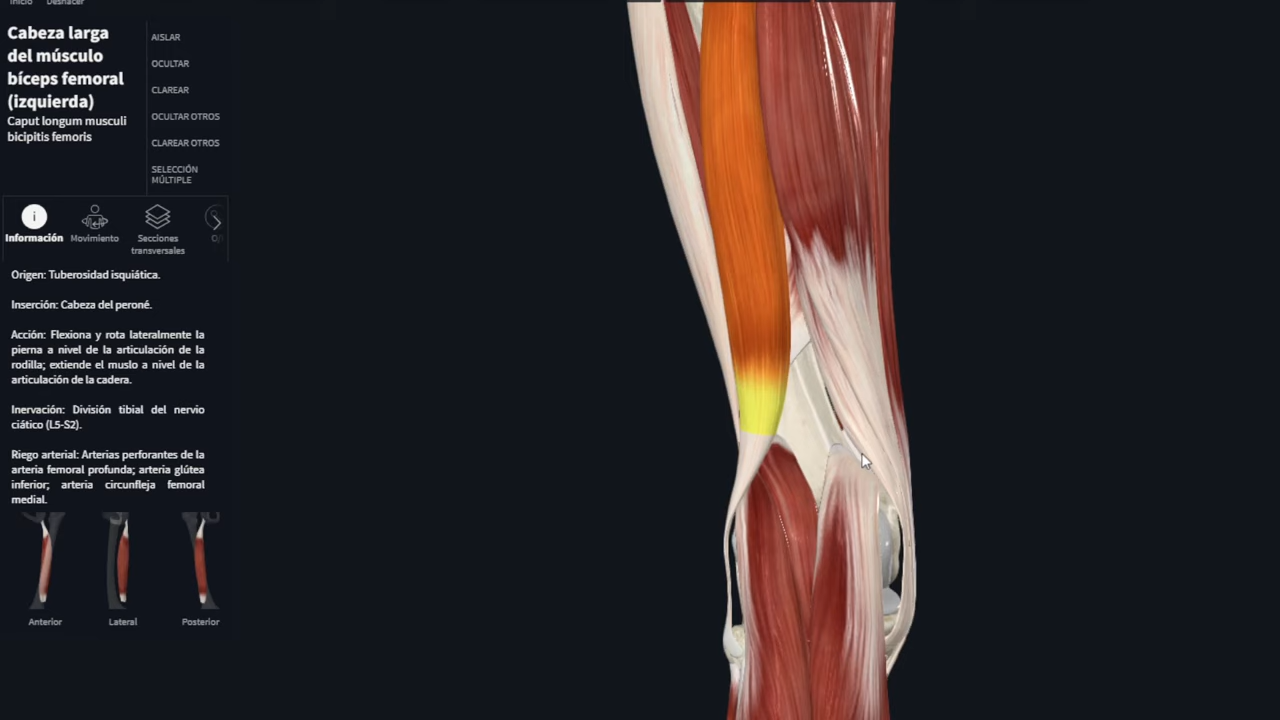 Inicio Deshacer
Cabeza larga
del músculo
bíceps femoral
(izquierda)
Caput longum musculi
bicipitis femoris
AISLAR
OCULTAR
CLAREAR
OCULTAR OTROS
CLAREAR OTROS
SELECCIÓN
MÚLTIPLE
i
Información Movimiento Secciones
transversales
Origen: Tuberosidad isquiática.
Inserción: Cabeza del peroné.
Acción: Flexiona y rota lateralmente la
pierna a nivel de la articulación de la
rodilla; extiende el muslo a nivel de la
articulación de la cadera.
Inervación: División tibial del nervio
ciático (L5-S2).
Riego arterial: Arterias perforantes de la
arteria femoral profunda; arteria glútea
inferior; arteria circunfleja femoral
medial.
Anterior Lateral Posterior